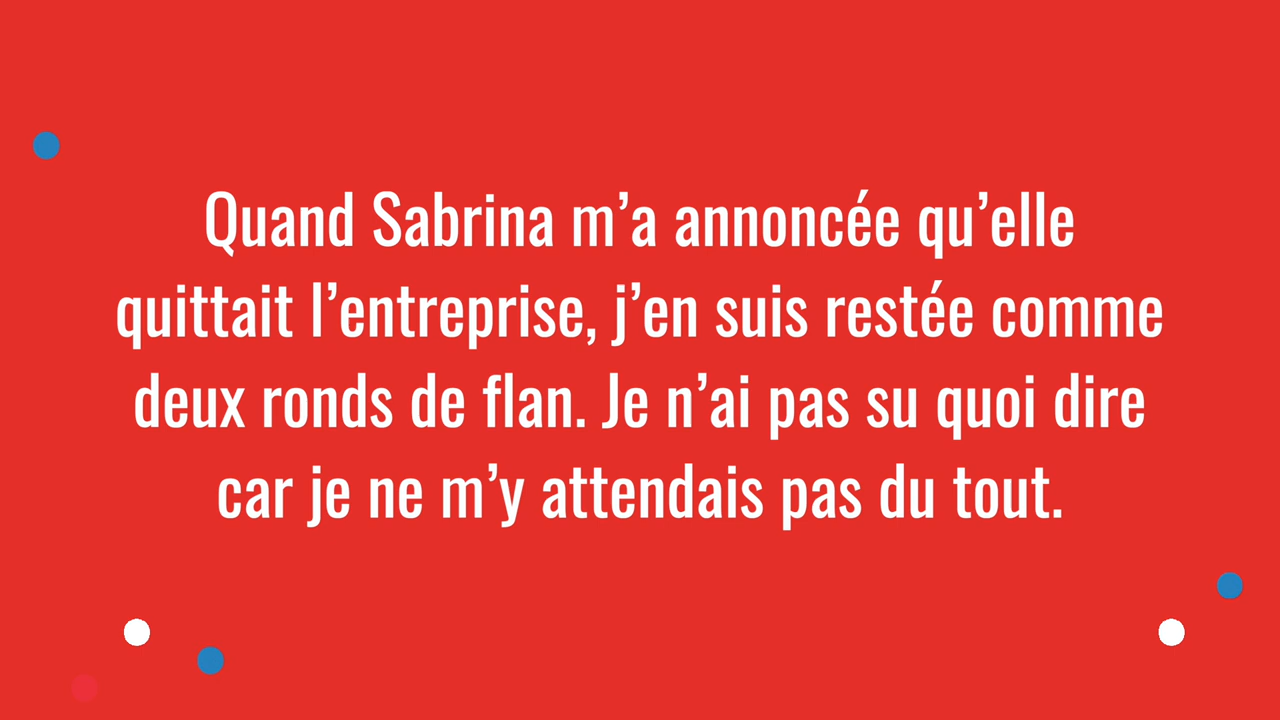 Quand Sabrina m’a annoncée qu’elle
quittait l’entreprise, j’en suis restée comme
deux ronds de flan. Je n’ai pas su quoi dire
car je ne m’y attendais pas du tout.